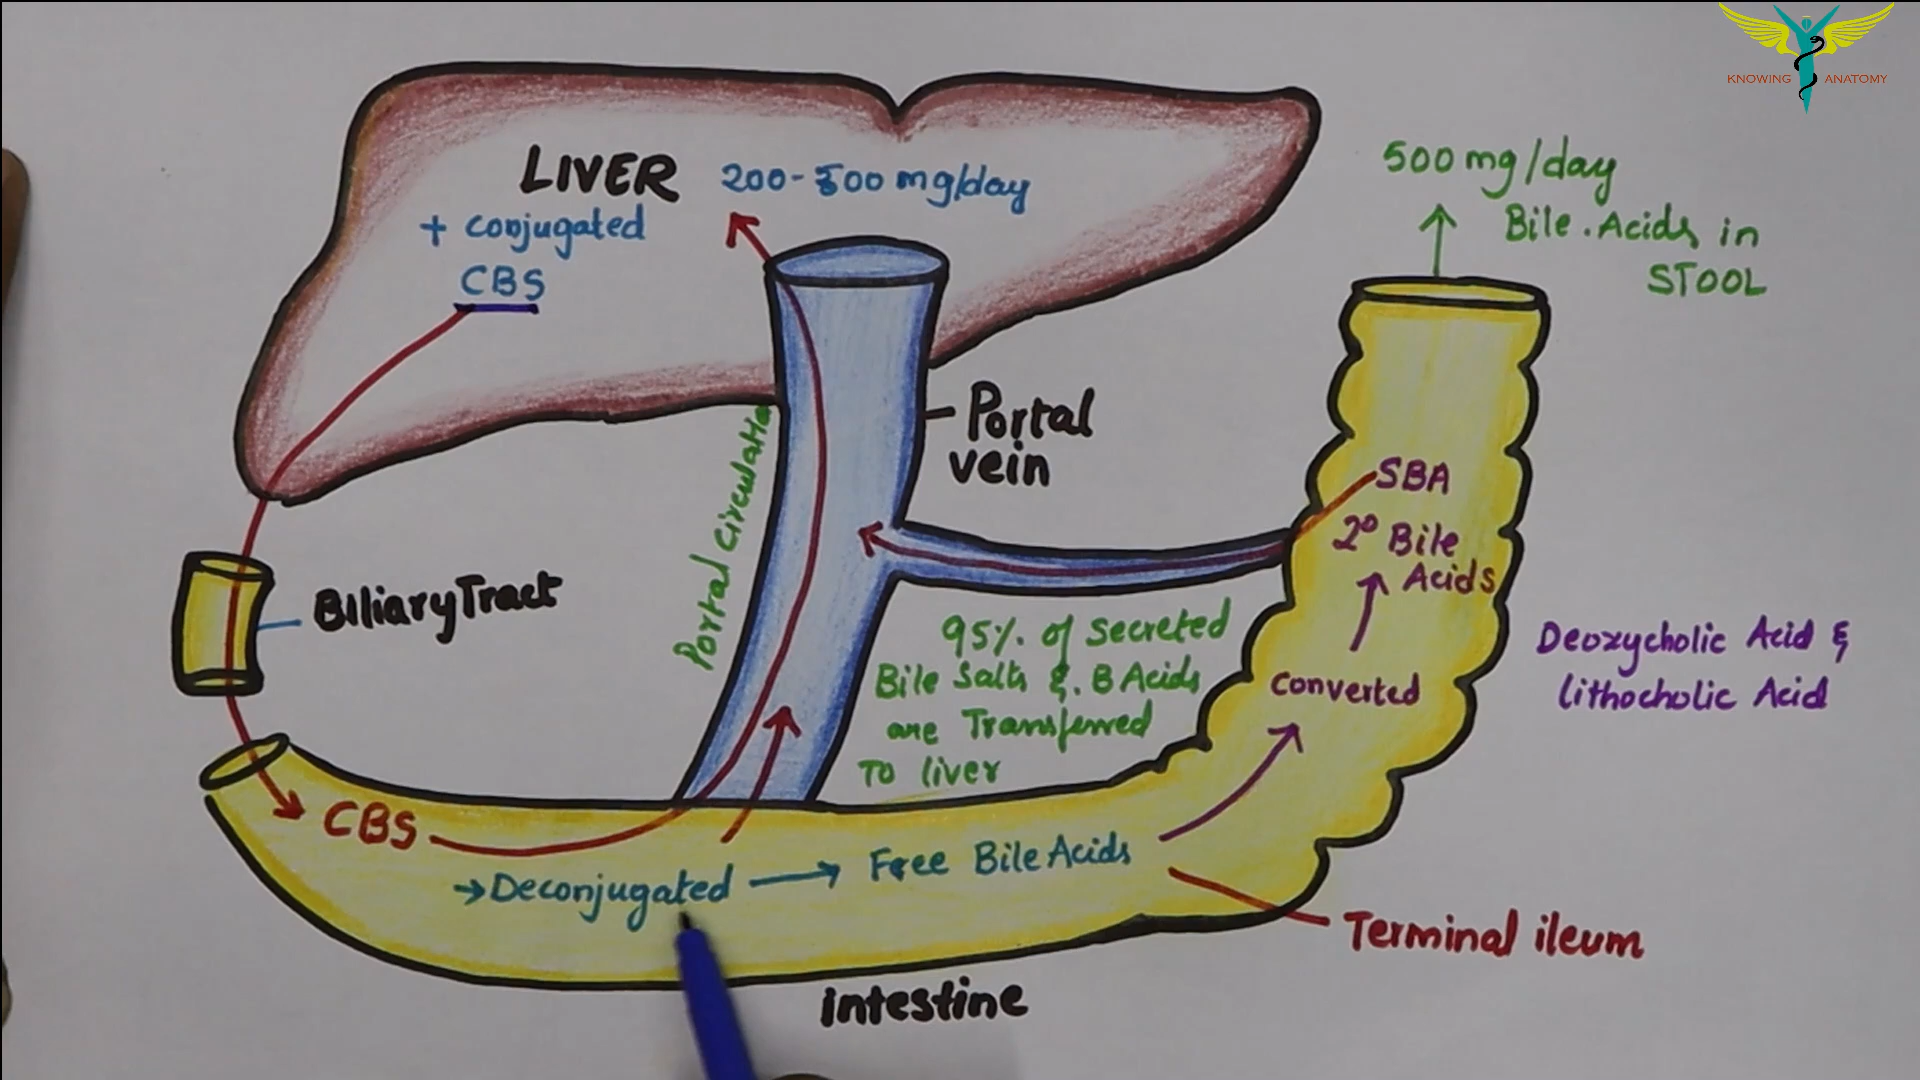 KNOWING ANATOMY
500 mg/day
Bile Acids in
STOOL
LIVER 200-500 mg/day
+ conjugated
CBS
Portal
vein
Portal Circulation
SBA
2° Bile
Acids
Biliary Tract
95% of secreted
Bile Salts & B Acids
are Transferred
To liver
converted
Deoxycholic Acid &
lithocholic Acid
CBS
→Deconjugated → Free Bile Acids
Terminal ileum
intestine